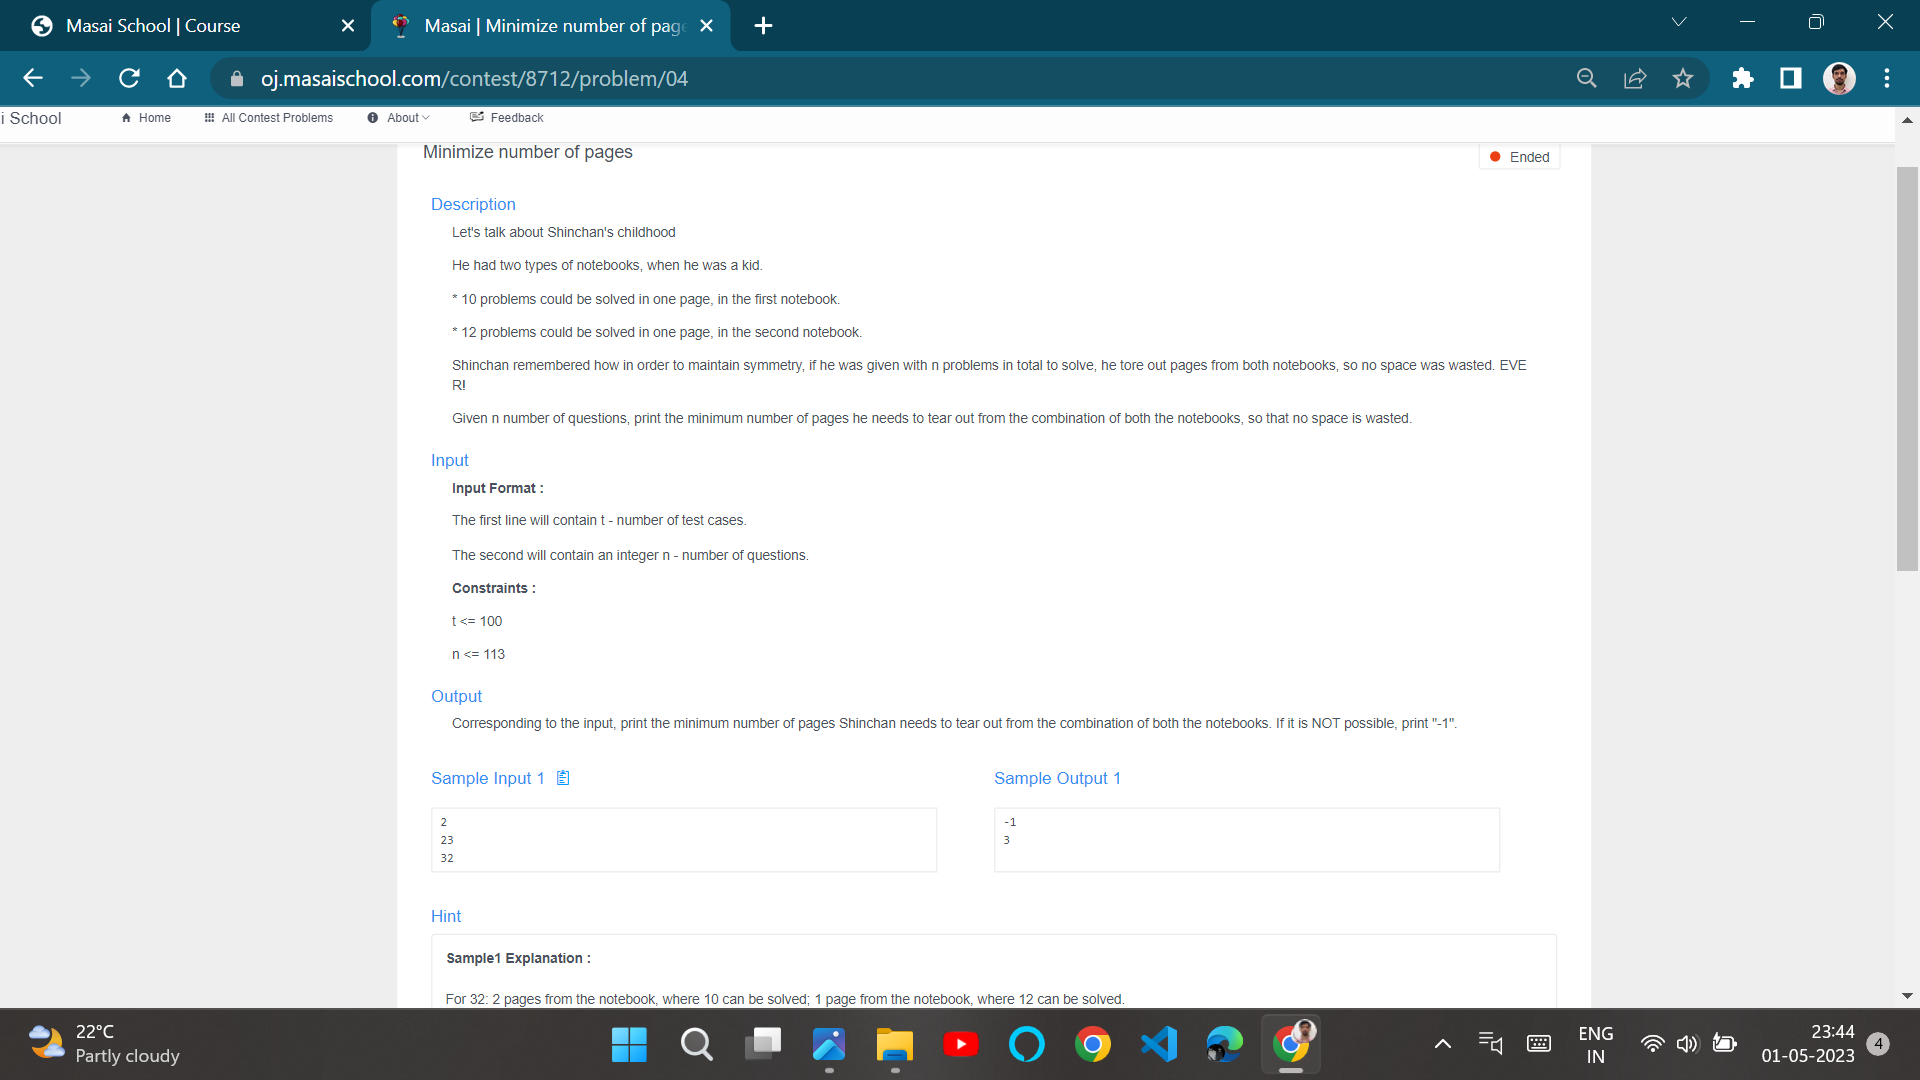 Masai School | Course
Masai | Minimize number of pag
oj.masaischool.com/contest/8712/problem/04
i School
Home
All Contest Problems
About
Feedback
Minimize number of pages
Ended
Description
Let's talk about Shinchan's childhood
He had two types of notebooks, when he was a kid.
* 10 problems could be solved in one page, in the first notebook.
* 12 problems could be solved in one page, in the second notebook.
Shinchan remembered how in order to maintain symmetry, if he was given with n problems in total to solve, he tore out pages from both notebooks, so no space was wasted. EVE
R!
Given n number of questions, print the minimum number of pages he needs to tear out from the combination of both the notebooks, so that no space is wasted.
Input
Input Format :
The first line will contain t - number of test cases.
The second will contain an integer n - number of questions.
Constraints :
t <= 100
n <= 113
Output
Corresponding to the input, print the minimum number of pages Shinchan needs to tear out from the combination of both the notebooks. If it is NOT possible, print "-1".
Sample Input 1
2
23
32
Sample Output 1
-1
3
Hint
Sample1 Explanation :
For 32: 2 pages from the notebook, where 10 can be solved; 1 page from the notebook, where 12 can be solved.
22°C
Partly cloudy
ENG
IN
23:44
01-05-2023
4